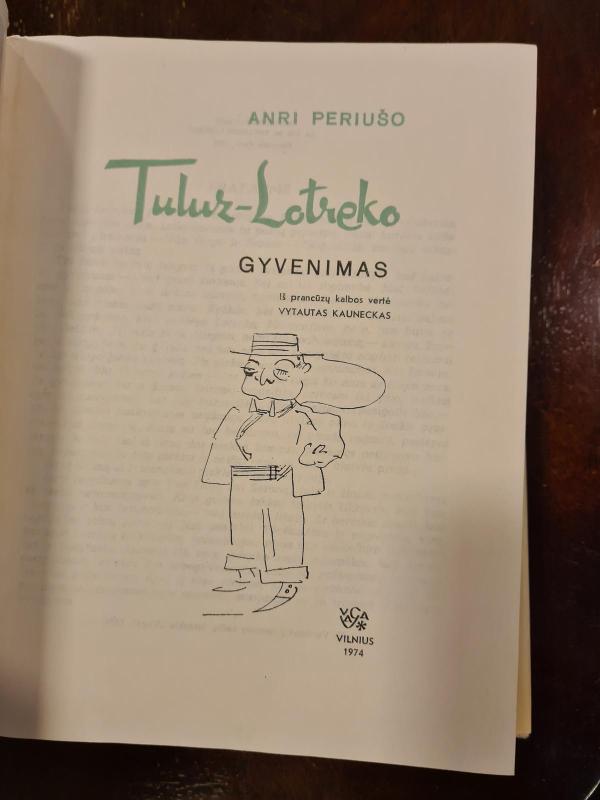 ANRI PERIUŠO
Tuluz-Lotreko
GYVENIMAS
Iš prancūzų kalbos vertė
VYTAUTAS KAUNECKAS
VAGA
VILNIUS
1974